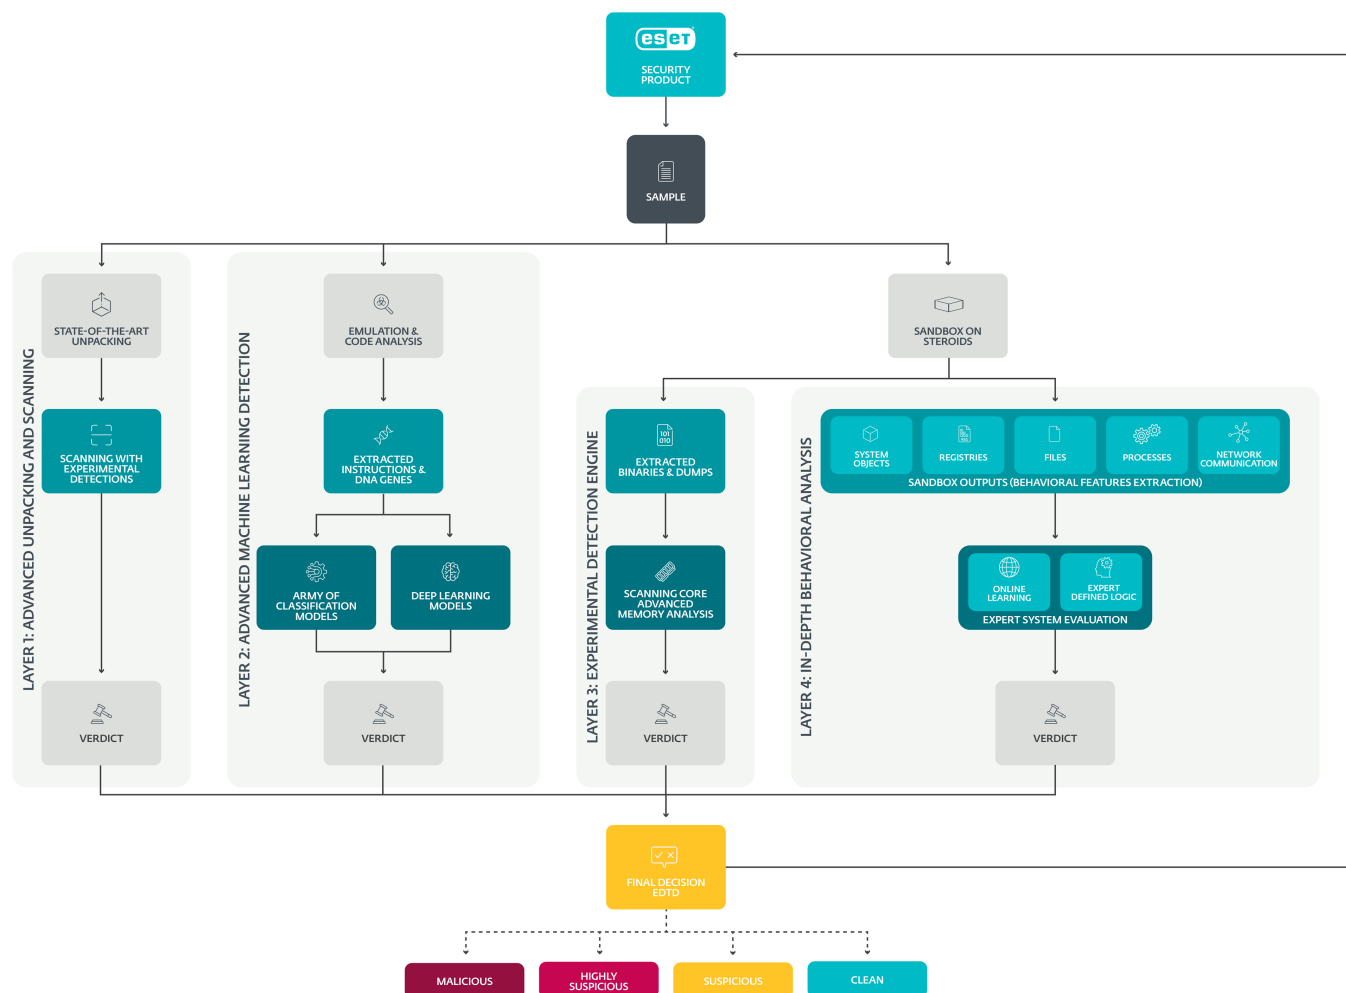 eseT
SECURITY
PRODUCT
SAMPLE
LAYER 1: ADVANCED UNPACKING AND SCANNING
STATE-OF-THE-ART
UNPACKING
SCANNING WITH
EXPERIMENTAL
DETECTIONS
VERDICT
LAYER 2: ADVANCED MACHINE LEARNING DETECTION
EMULATION &
CODE ANALYSIS
EXTRACTED
INSTRUCTIONS &
DNA GENES
ARMY OF
CLASSIFICATION
MODELS
DEEP LEARNING
MODELS
VERDICT
SANDBOX ON
STEROIDS
LAYER 3: EXPERIMENTAL DETECTION ENGINE
101
010
EXTRACTED
BINARIES & DUMPS
SCANNING CORE
ADVANCED
MEMORY ANALYSIS
VERDICT
LAYER 4: IN-DEPTH BEHAVIORAL ANALYSIS
SYSTEM
OBJECTS
REGISTRIES
FILES
PROCESSES
NETWORK
COMMUNICATION
SANDBOX OUTPUTS (BEHAVIORAL FEATURES EXTRACTION)
ONLINE
LEARNING
EXPERT
DEFINED LOGIC
EXPERT SYSTEM EVALUATION
VERDICT
FINAL DECISION
EDTD
MALICIOUS
HIGHLY
SUSPICIOUS
SUSPICIOUS
CLEAN